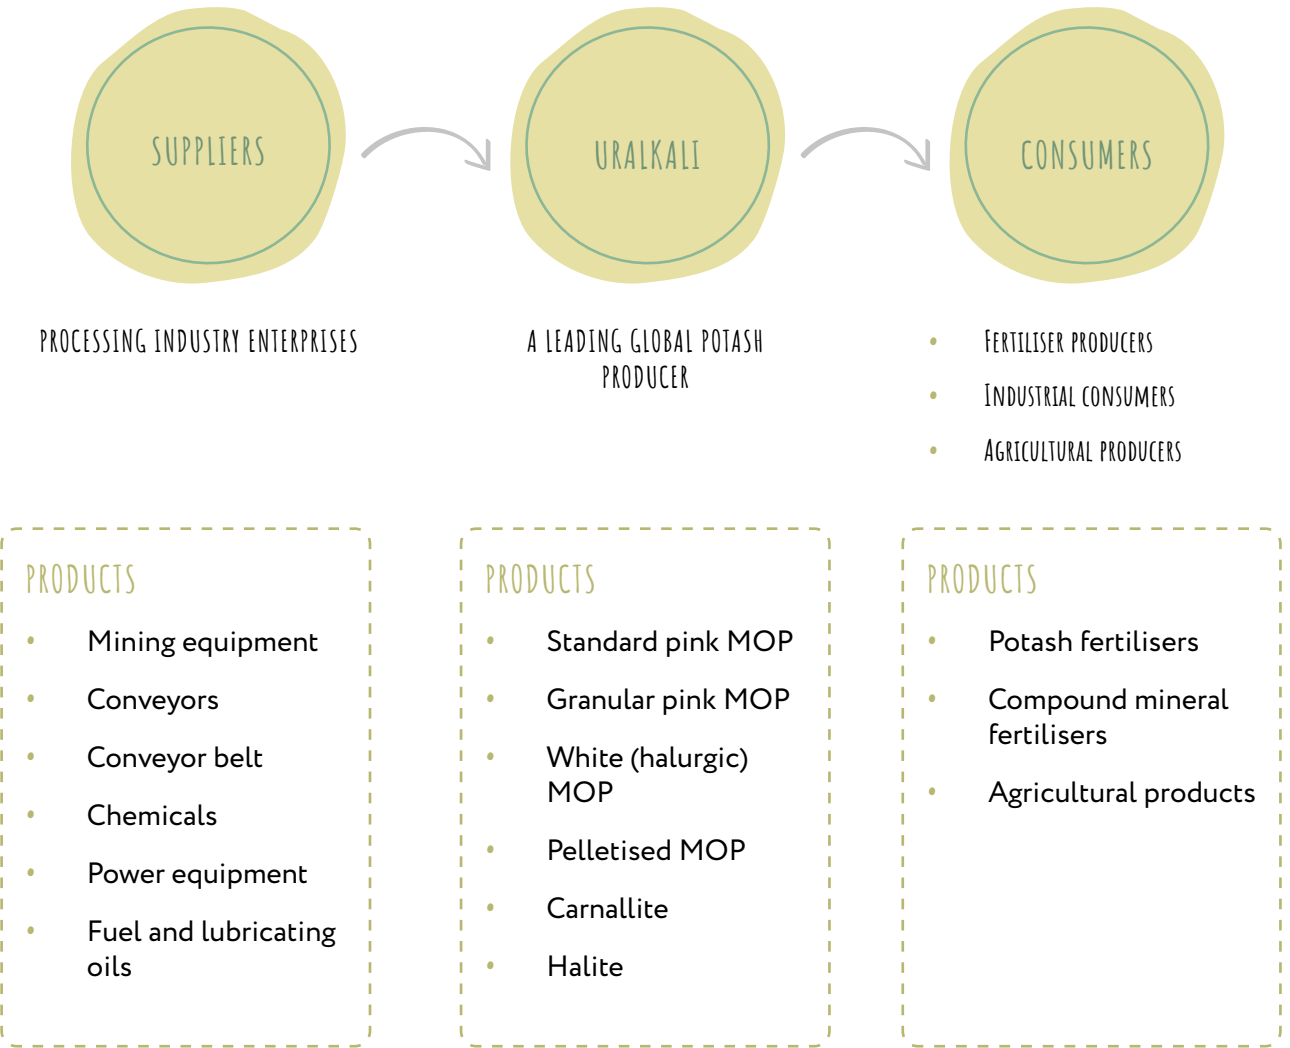 SUPPLIERS
URALKALI
CONSUMERS
PROCESSING INDUSTRY ENTERPRISES
A LEADING GLOBAL POTASH
PRODUCER
• FERTILISER PRODUCERS
• INDUSTRIAL CONSUMERS
• AGRICULTURAL PRODUCERS
PRODUCTS
• Mining equipment
• Conveyors
• Conveyor belt
• Chemicals
• Power equipment
• Fuel and lubricating
oils
PRODUCTS
• Standard pink MOP
• Granular pink MOP
• White (halurgic)
MOP
• Pelletised MOP
• Carnallite
• Halite
PRODUCTS
• Potash fertilisers
• Compound mineral
fertilisers
• Agricultural products